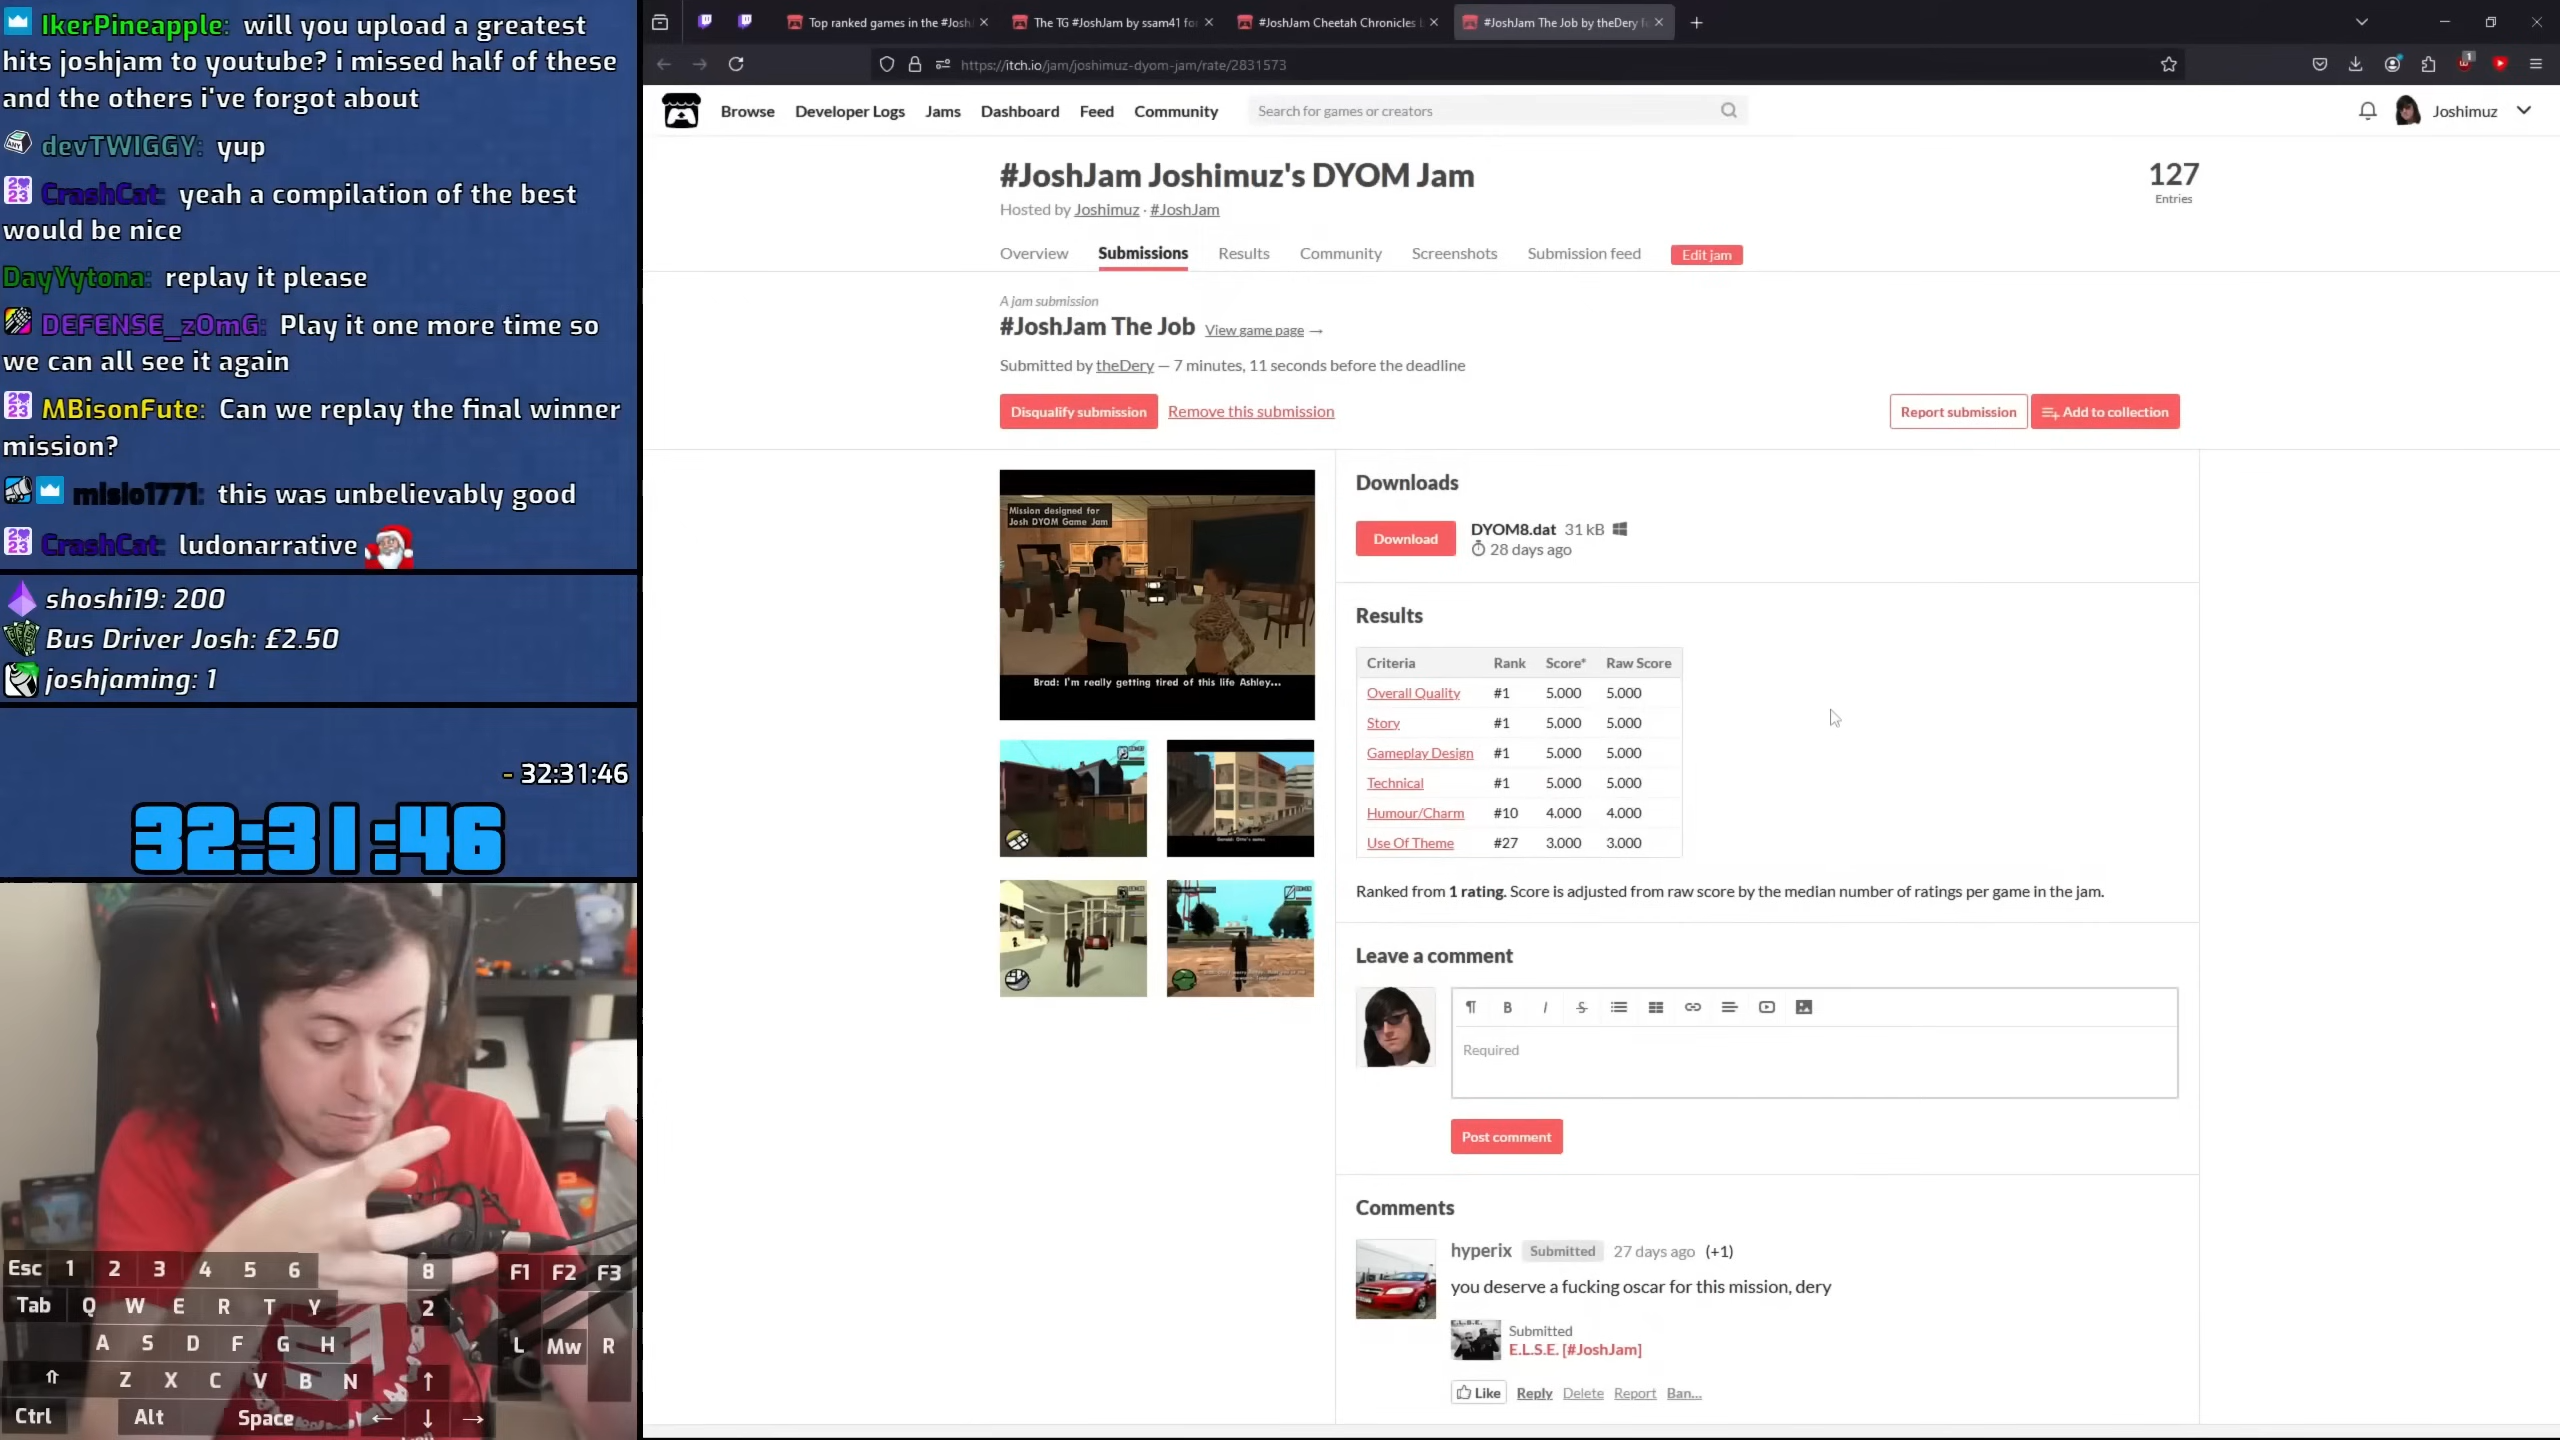 IkerPineapple: will you upload a greatest
hits joshjam to youtube? i missed half of these
and the others i've forgot about
devTWIGGY: yup
CrashCat: yeah a compilation of the best
would be nice
DayYytona: replay it please
DEFENSE_zOmG: Play it one more time so
we can all see it again
MBisonFute: Can we replay the final winner
mission?
mislo1771: this was unbelievably good
CrashCat: ludonarrative
shoshi19: 200
Bus Driver Josh: £2.50
joshjaming: 1
- 32:31:46
32:31:46
Esc 1 2 3 4 5 6 8 F1 F2 F3
Tab Q W E R T Y 2
A S D F G H L Mw R
⇑ Z X C V B N ↑
Ctrl Alt Space ← ↓ →
Top ranked games in the #Josh
The TG #JoshJam by ssam41 fo
#JoshJam Cheetah Chronicles
#JoshJam The Job by theDery f
https://itch.io/jam/joshimuz-dyom-jam/rate/2831573
1
Browse Developer Logs Jams Dashboard Feed Community Search for games or creators Joshimuz
#JoshJam Joshimuz's DYOM Jam
127
Entries
Hosted by Joshimuz · #JoshJam
Overview Submissions Results Community Screenshots Submission feed Edit jam
A jam submission
#JoshJam The Job View game page →
Submitted by theDery — 7 minutes, 11 seconds before the deadline
Disqualify submission Remove this submission Report submission Add to collection
Mission designed for
Josh DYOM Game Jam
Brad: I'm really getting tired of this life Ashley...
Downloads
Download DYOM8.dat 31 kB
28 days ago
Results
Criteria Rank Score* Raw Score
Overall Quality #1 5.000 5.000
Story #1 5.000 5.000
Gameplay Design #1 5.000 5.000
Technical #1 5.000 5.000
Humour/Charm #10 4.000 4.000
Use Of Theme #27 3.000 3.000
Ranked from 1 rating. Score is adjusted from raw score by the median number of ratings per game in the jam.
Leave a comment
Required
Post comment
Comments
hyperix Submitted 27 days ago (+1)
you deserve a fucking oscar for this mission, dery
Submitted
E.L.S.E. [#JoshJam]
Like Reply Delete Report Ban...